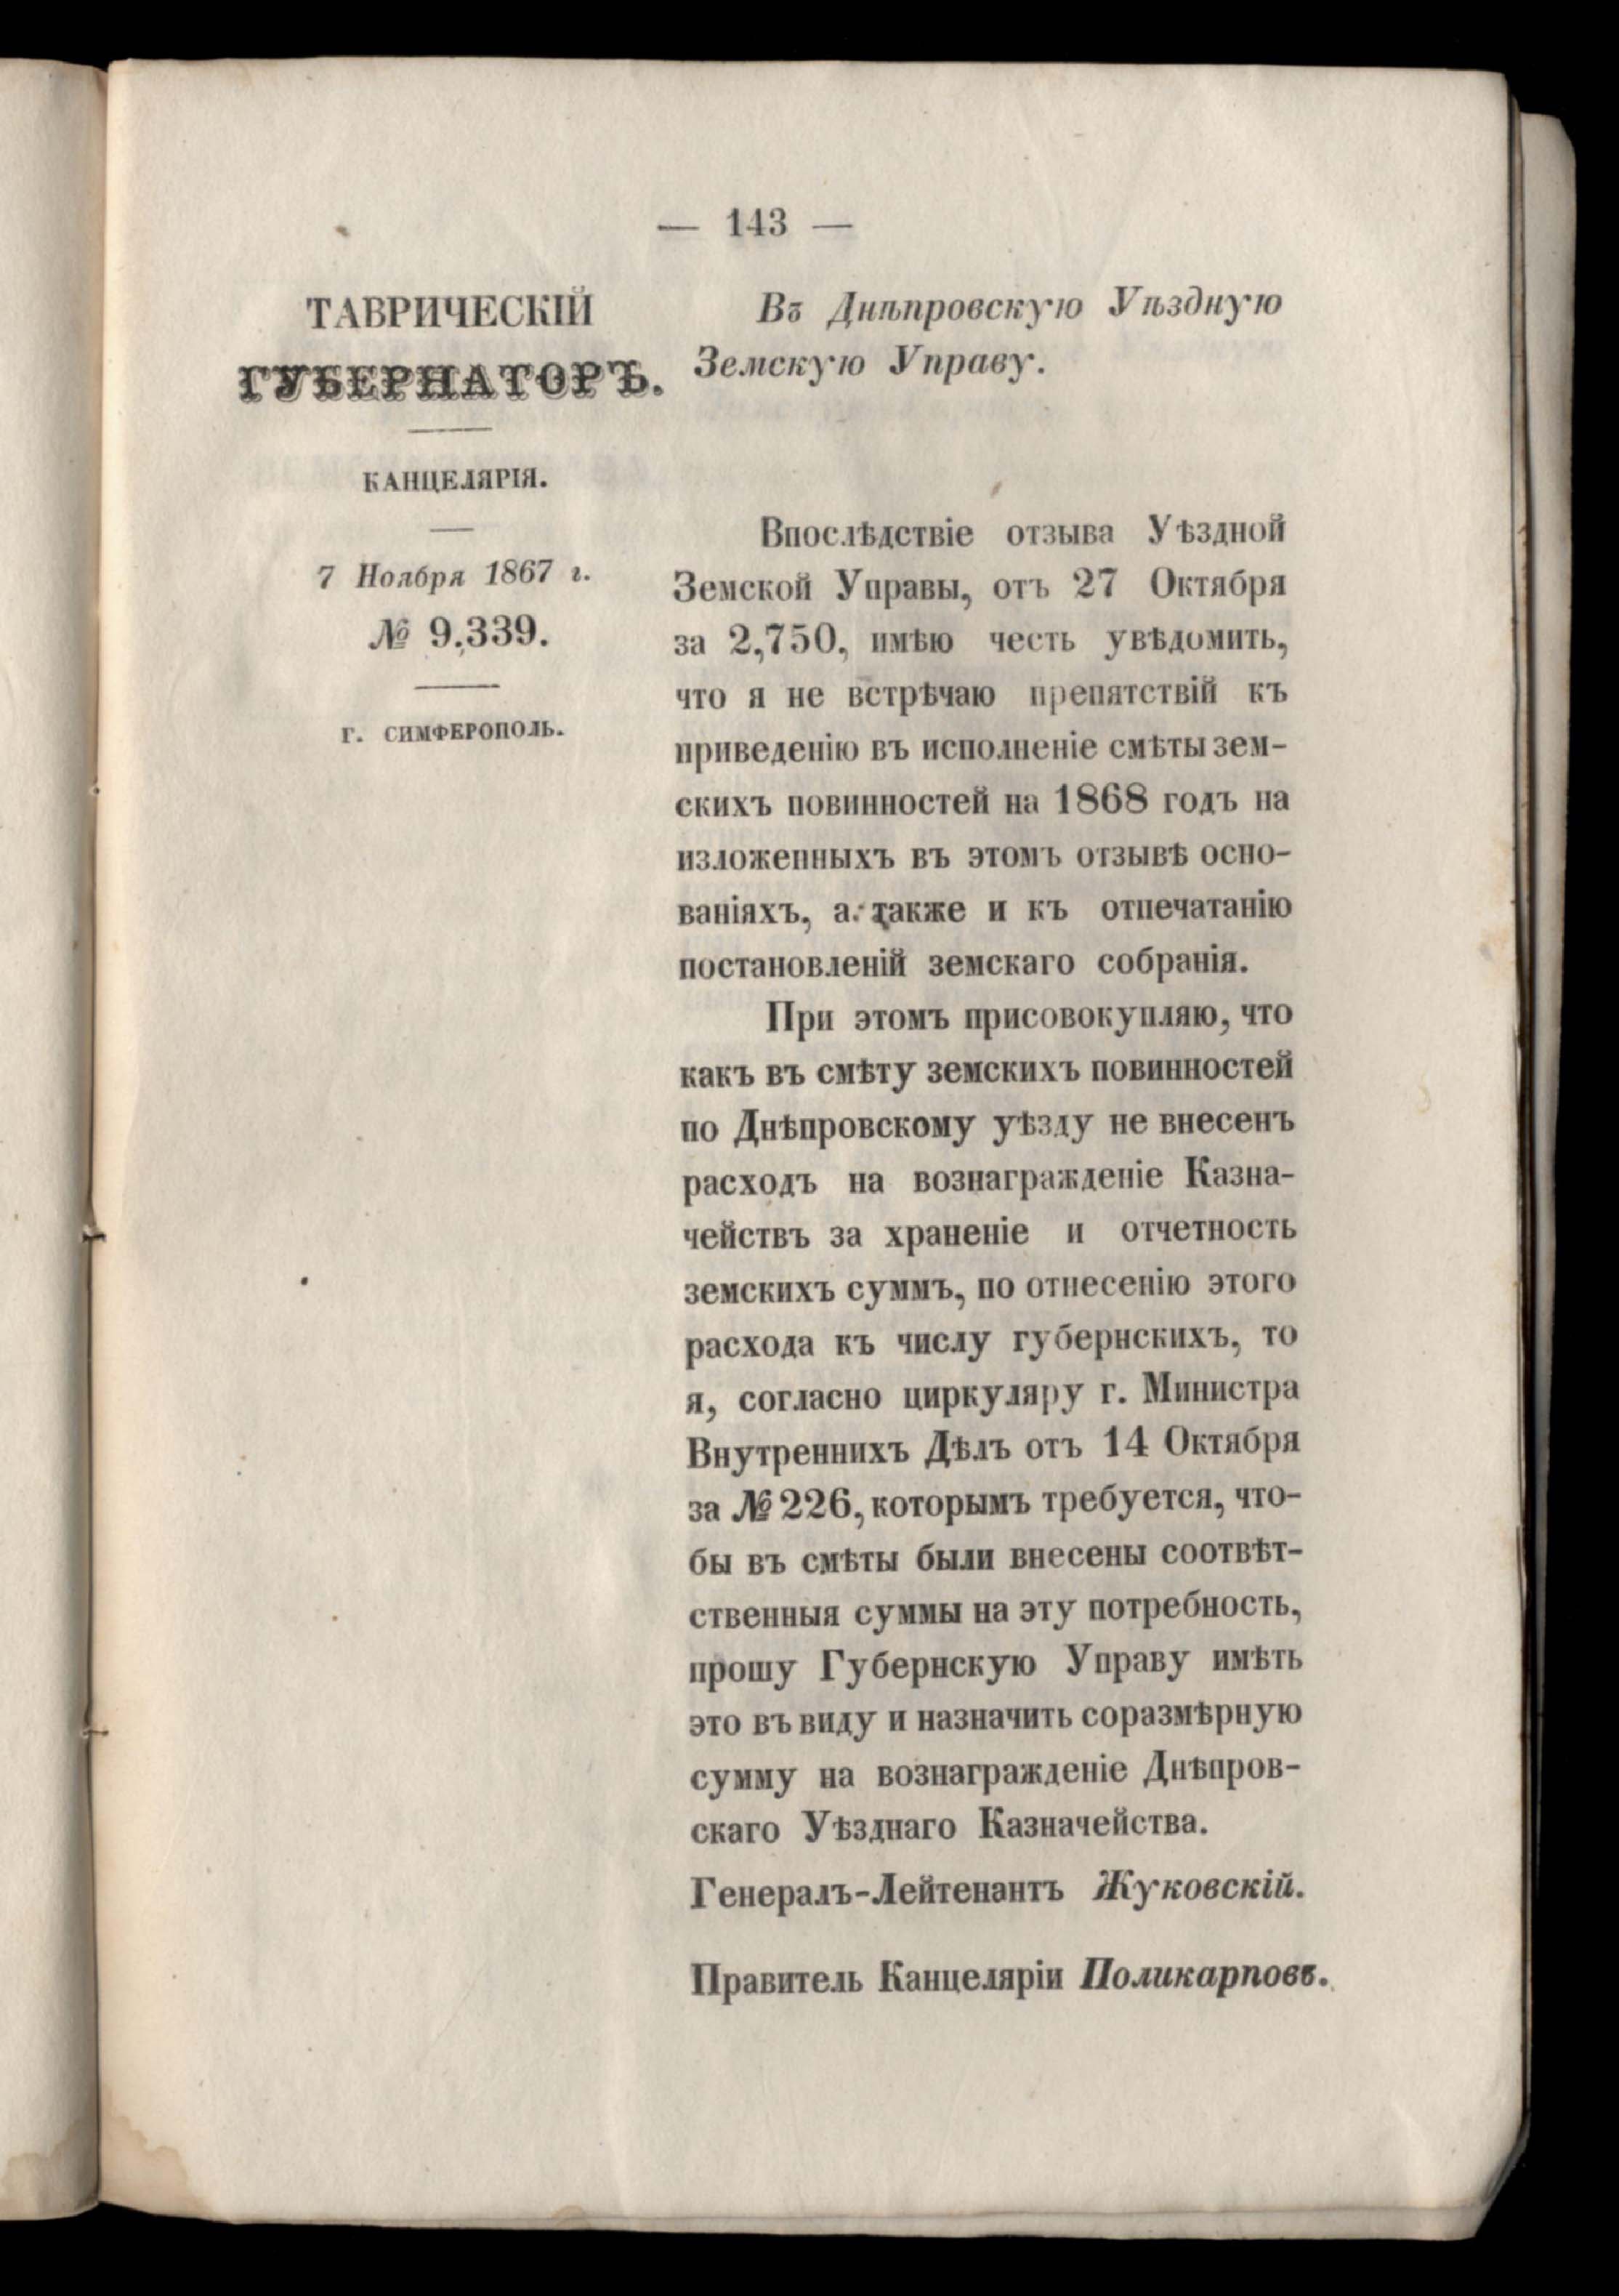 — 143 —
ТАВРИЧЕСКІЙ
ГУБЕРНАТОРЪ.
КАНЦЕЛЯРІЯ.
7 Ноября 1867 г.
№ 9,339.
г. СИМФЕРОПОЛЬ.
Въ Днѣпровскую Уѣздную
Земскую Управу.
Впослѣдствіе отзыва Уѣздной
Земской Управы, отъ 27 Октября
за 2,750, имѣю честь увѣдомить,
что я не встрѣчаю препятствій къ
приведенію въ исполненіе смѣты зем-
скихъ повинностей на 1868 годъ на
изложенныхъ въ этомъ отзывѣ осно-
ваніяхъ, а также и къ отпечатанію
постановленій земскаго собранія.
При этомъ присовокупляю, что
какъ въ смѣту земскихъ повинностей
по Днѣпровскому уѣзду не внесенъ
расходъ на вознагражденіе Казна-
чействъ за храненіе и отчетность
земскихъ суммъ, по отнесенію этого
расхода къ числу губернскихъ, то
я, согласно циркуляру г. Министра
Внутреннихъ Дѣлъ отъ 14 Октября
за № 226, которымъ требуется, что-
бы въ смѣты были внесены соотвѣт-
ственныя суммы на эту потребность,
прошу Губернскую Управу имѣть
это въ виду и назначить соразмѣрную
сумму на вознагражденіе Днѣпров-
скаго Уѣзднаго Казначейства.
Генералъ-Лейтенантъ Жуковскій.
Правитель Канцеляріи Поликарповъ.